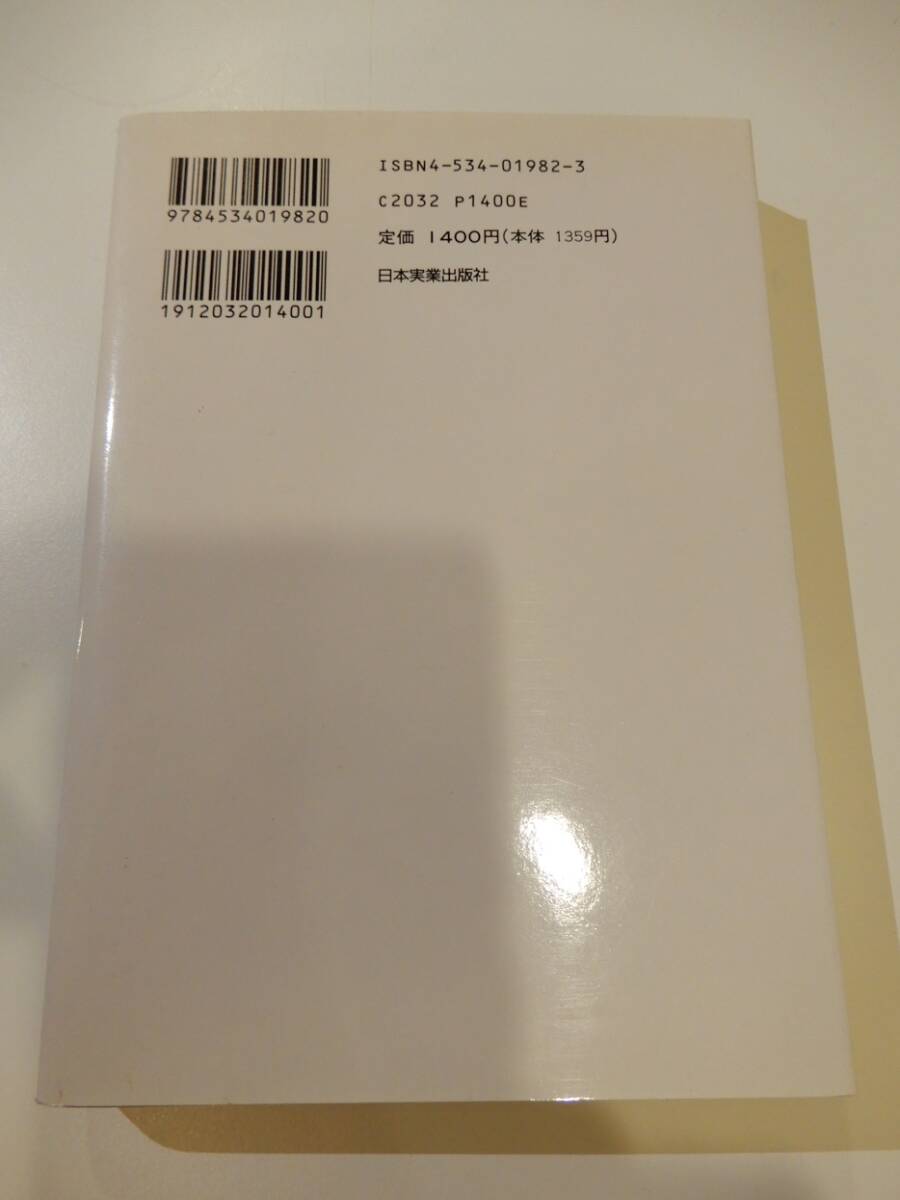 9784534019820
1912032014001
ISBN4-534-01982-3
C2032 P1400E
定価 1400円(本体 1359円)
日本実業出版社